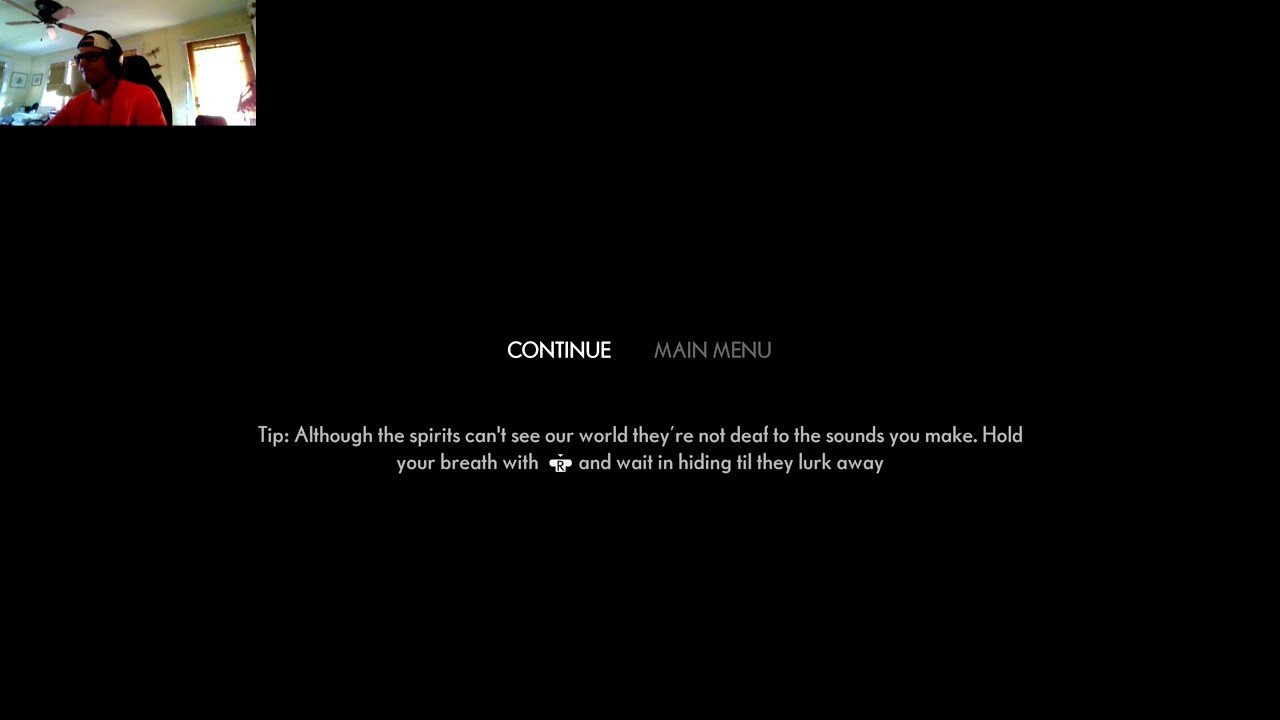 CONTINUE MAIN MENU
Tip: Although the spirits can't see our world they're not deaf to the sounds you make. Hold
your breath with R and wait in hiding til they lurk away